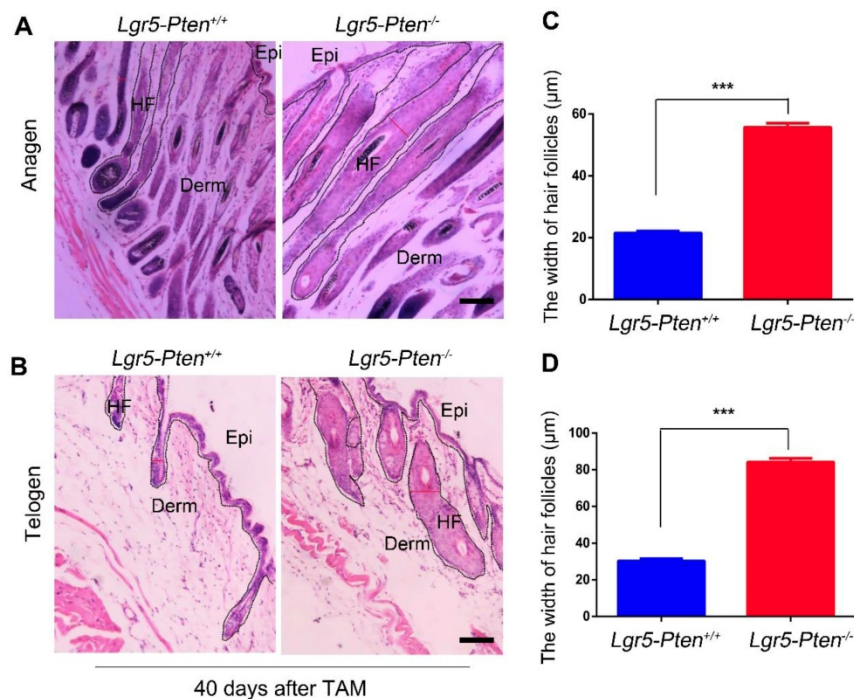 A
Lgr5-Pten+/+
Lgr5-Pten-/-
Epi
HF
Derm
Epi
HF
Derm
Anagen
C
***
The width of hair follicles (µm)
60
40
20
0
Lgr5-Pten+/+
Lgr5-Pten-/-
B
Lgr5-Pten+/+
Lgr5-Pten-/-
HF
Epi
Derm
Epi
HF
Derm
Telogen
40 days after TAM
D
***
The width of hair follicles (µm)
100
80
60
40
20
0
Lgr5-Pten+/+
Lgr5-Pten-/-